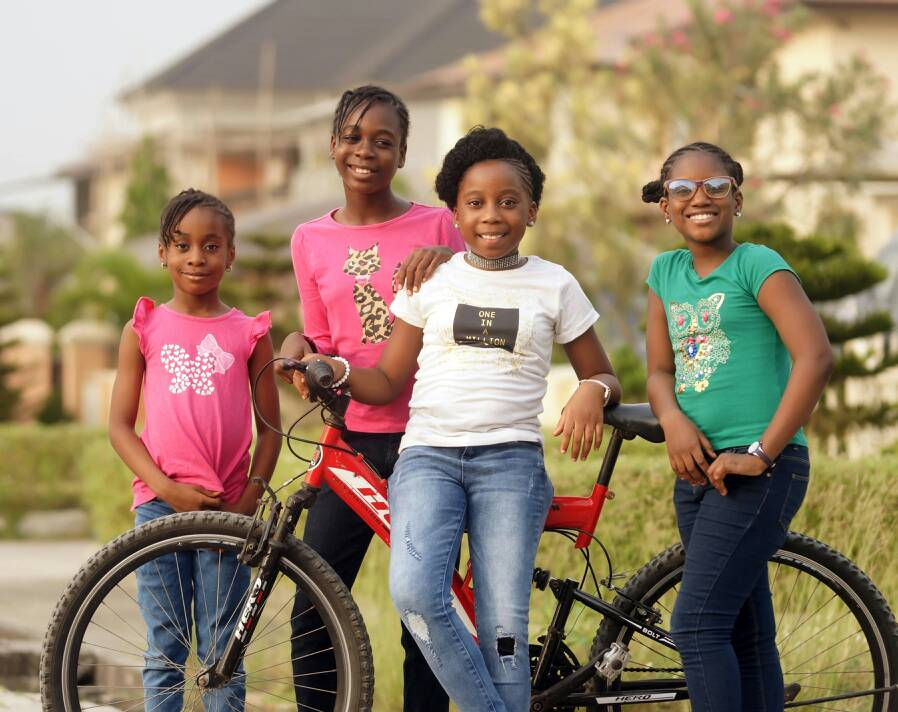 ONE
IN
A
MILLION
HERO
BOLT
HERO